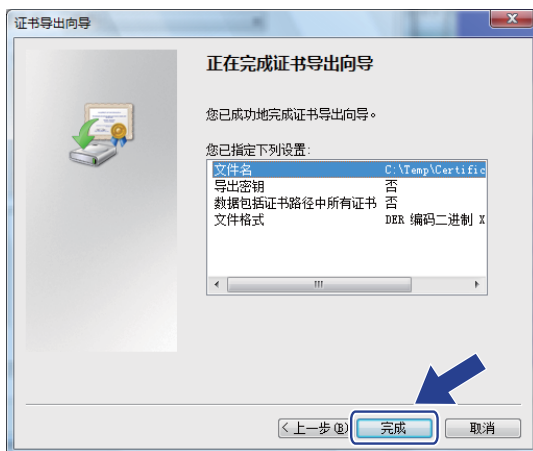 证书导出向导
正在完成证书导出向导
您已成功地完成证书导出向导。
您已指定下列设置:
文件名 C:\Temp\Certific
导出密钥 否
数据包括证书路径中所有证书 否
文件格式 DER 编码二进制 X
<上一步(B) 完成 取消